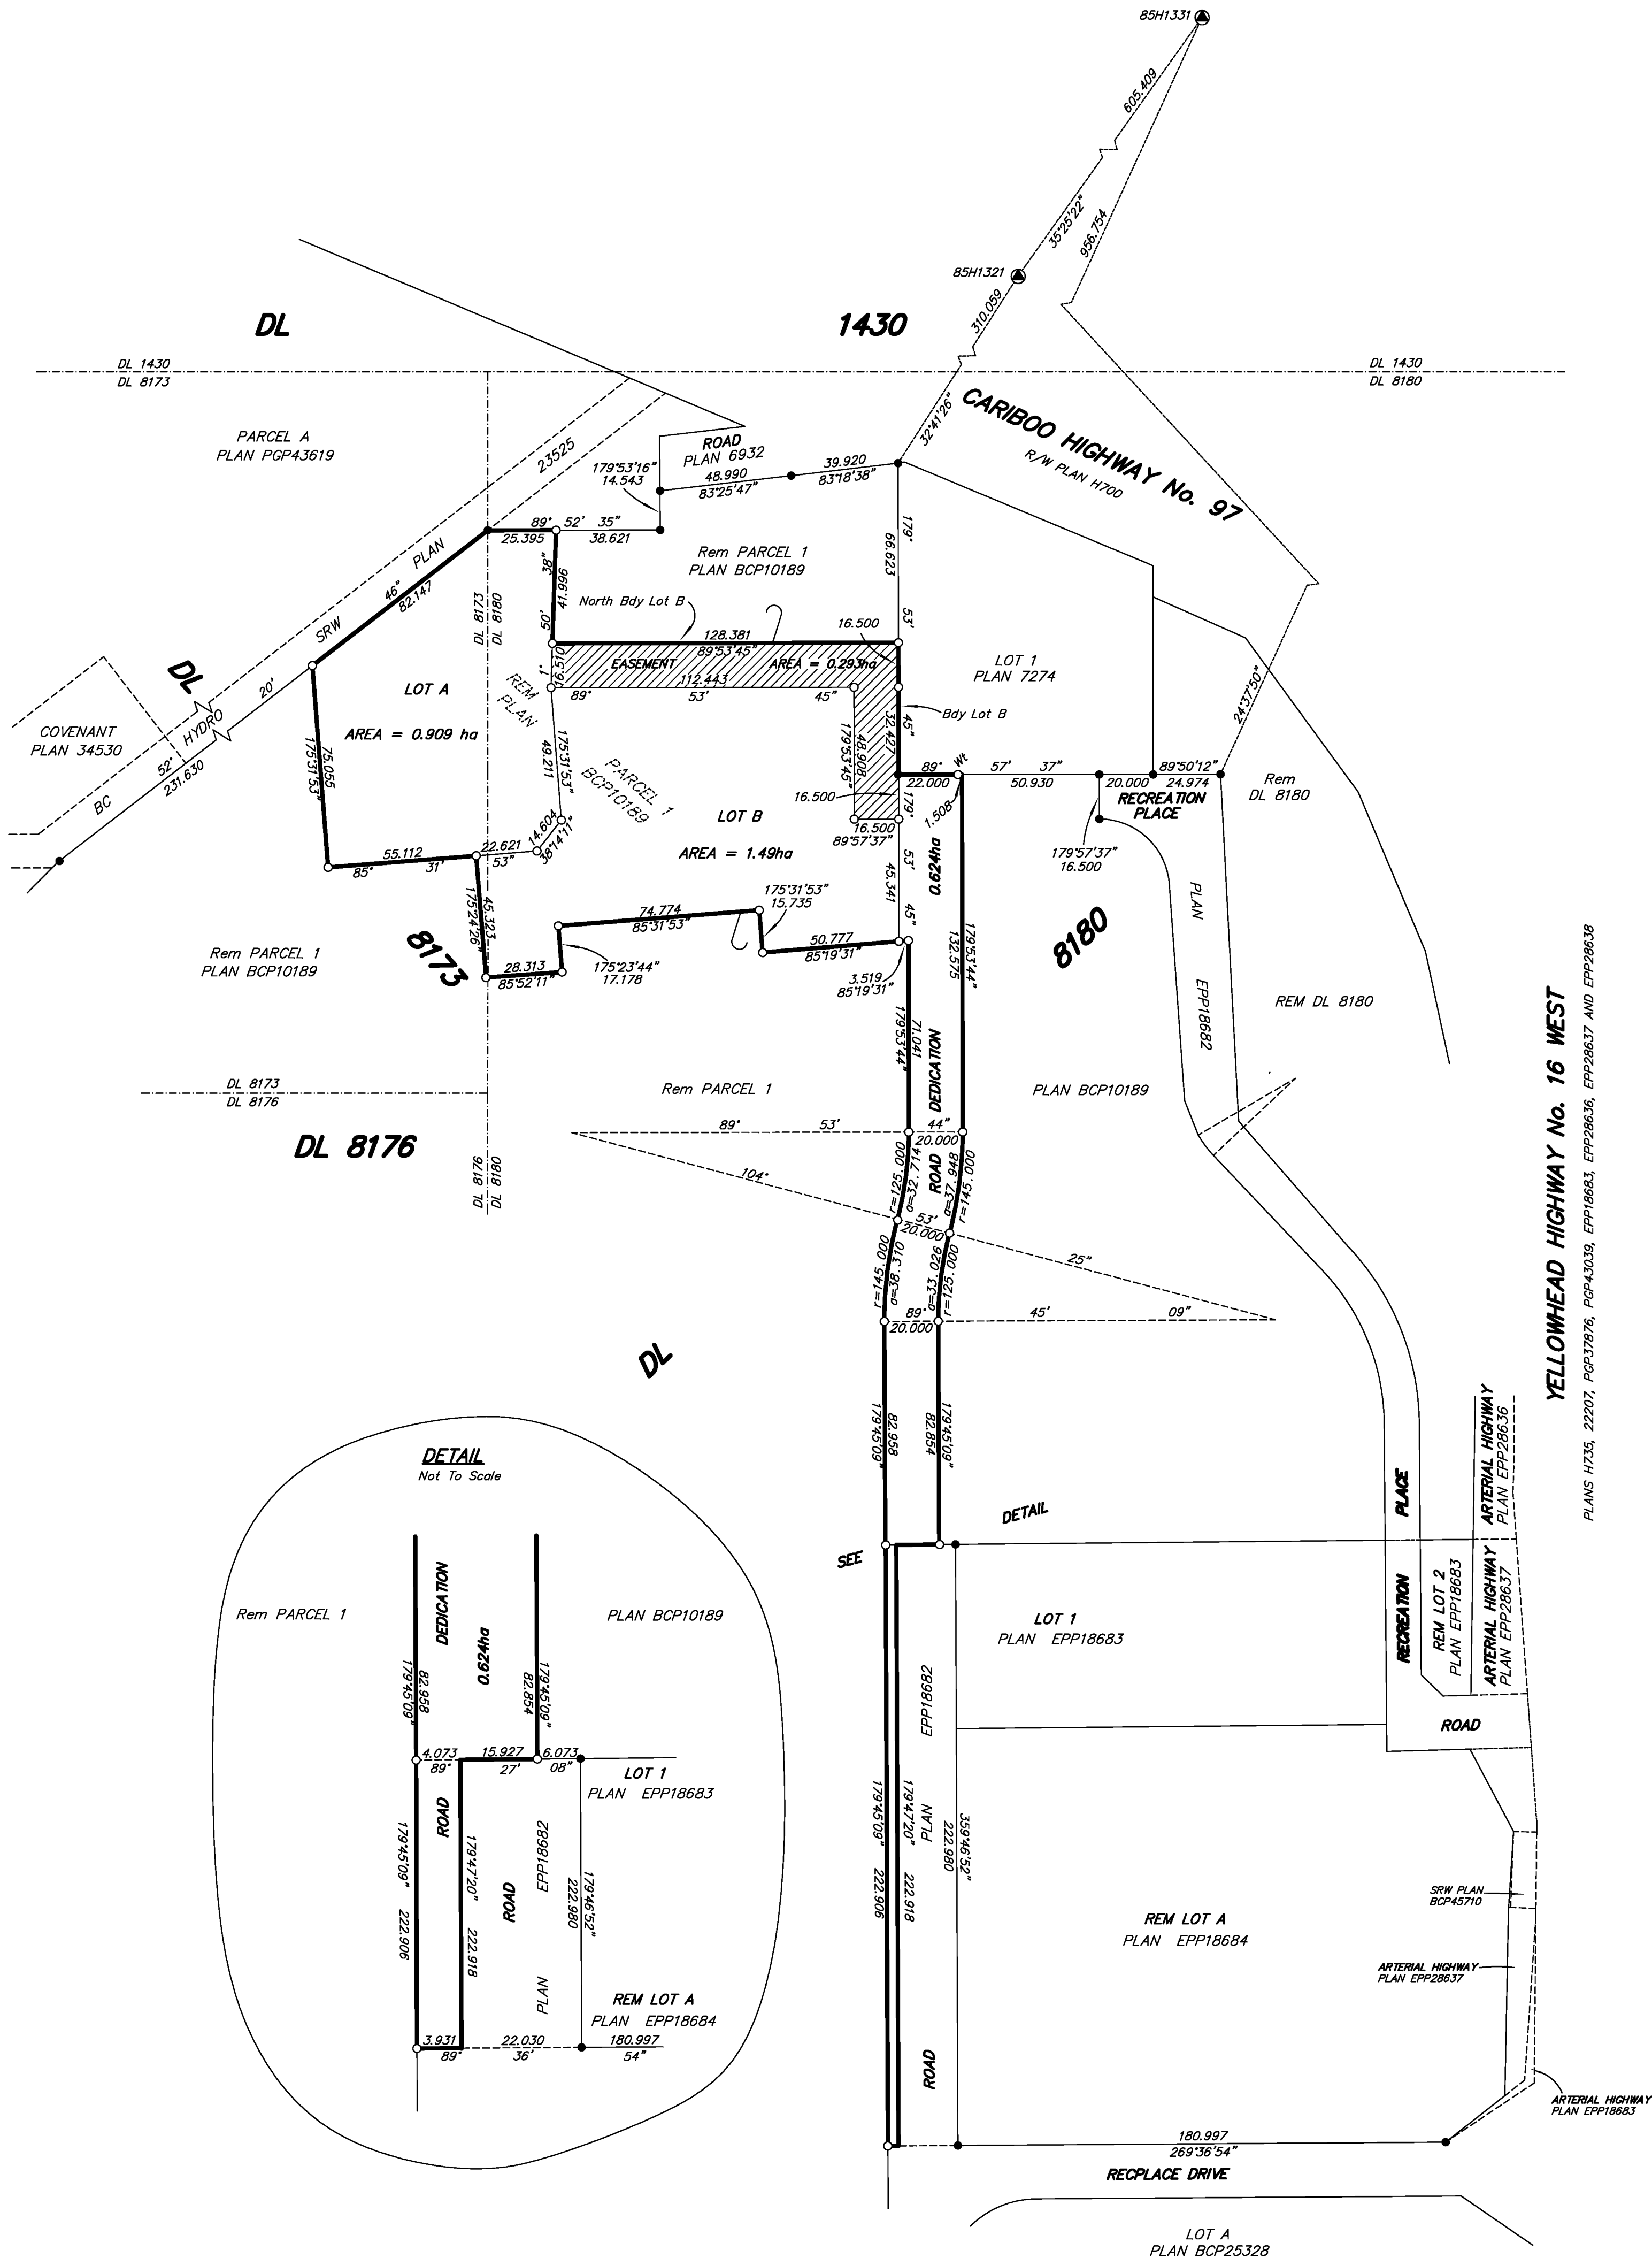 85H1331
605.409
35°25'22"
956.754
85H1321
310.059
DL
1430
DL 1430
DL 8173
DL 1430
DL 8180
32°41'26"
CARIBOO HIGHWAY No. 97
R/W PLAN H700
PARCEL A
PLAN PGP43619
23525
ROAD
PLAN 6932
179°53'16"
14.543
48.990
83°25'47"
39.920
83°18'38"
89° 52' 35"
25.395
38.621
179°
66.623
53'
Rem PARCEL 1
PLAN BCP10189
PLAN
46"
82.147
SRW
38"
41.996
50'
DL 8173
DL 8180
North Bdy Lot B
16.500
128.381
89°53'45"
EASEMENT
AREA = 0.293ha
112.443
89° 53' 45"
1°
16.510
LOT 1
PLAN 7274
24°37'50"
DL
20'
HYDRO
52'
231.630
BC
COVENANT
PLAN 34530
LOT A
AREA = 0.909 ha
REM
PLAN
PARCEL 1
BCP10189
75.055
175°31'53"
175°31'53"
49.211
48.908
179°53'45"
45"
32.427
Bdy Lot B
89° 57' 37"
22.000
Wt
50.930
20.000
89°50'12"
24.974
RECREATION
PLACE
Rem
DL 8180
16.500
179°
1.508
16.500
89°57'37"
179°57'37"
16.500
LOT B
AREA = 1.49ha
14.604
38°14'11"
22.621
53"
55.112
85° 31'
53'
45.341
45"
0.624ha
PLAN
EPP18682
175°31'53"
15.735
74.774
85°31'53"
50.777
85°19'31"
3.519
85°19'31"
45.323
175°24'26"
28.313
85°52'11"
175°23'44"
17.178
Rem PARCEL 1
PLAN BCP10189
8173
8180
179°53'44"
132.575
71.041
179°53'44"
REM DL 8180
DL 8173
DL 8176
DL 8176
DL 8176
DL 8180
Rem PARCEL 1
ROAD DEDICATION
PLAN BCP10189
89° 53' 44"
20.000
r=125.000
a=32.714
a=37.948
r=145.000
104° 53' 25"
20.000
r=145.000
a=38.310
a=33.026
r=125.000
89° 45' 09"
20.000
DL
82.958
179°45'09"
179°45'09"
82.854
YELLOWHEAD HIGHWAY No. 16 WEST
PLANS H735, 22207, PGP37876, PGP43039, EPP18683, EPP28636, EPP28637 AND EPP28638
RECREATION PLACE
ARTERIAL HIGHWAY
PLAN EPP28636
REM LOT 2
PLAN EPP18683
ARTERIAL HIGHWAY
PLAN EPP28637
SEE DETAIL
LOT 1
PLAN EPP18683
ROAD
ROAD
PLAN EPP18682
179°45'09" 222.906
179°47'20" 222.918
359°46'52"
222.980
REM LOT A
PLAN EPP18684
SRW PLAN
BCP45710
ARTERIAL HIGHWAY
PLAN EPP28637
ARTERIAL HIGHWAY
PLAN EPP18683
180.997
269°36'54"
RECPLACE DRIVE
LOT A
PLAN BCP25328
DETAIL
Not To Scale
Rem PARCEL 1
DEDICATION
0.624ha
PLAN BCP10189
82.958
179°45'09"
179°45'09"
82.854
4.073
15.927
6.073
89° 27' 08"
LOT 1
PLAN EPP18683
ROAD
ROAD
PLAN EPP18682
179°45'09" 222.906
179°47'20" 222.918
179°46'52"
222.980
REM LOT A
PLAN EPP18684
3.931
22.030
180.997
89° 36' 54"